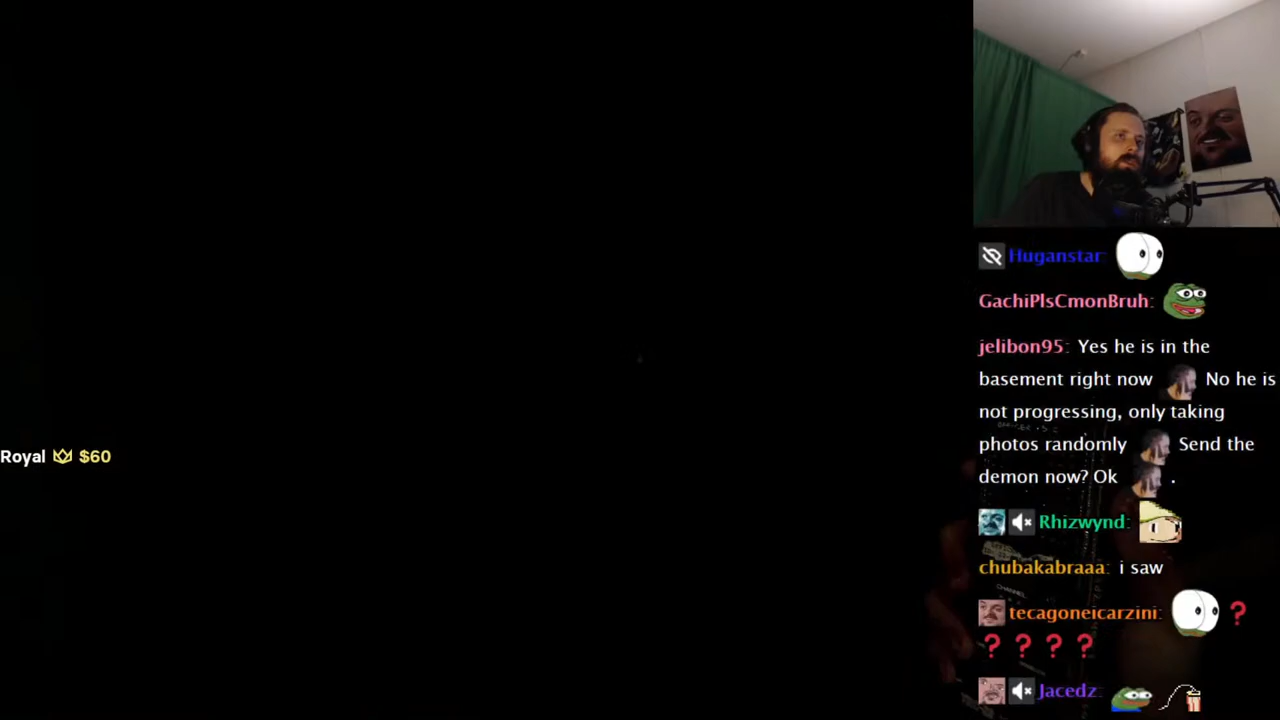 Huganstar:
GachiPlsCmonBruh:
jelibon95: Yes he is in the
basement right now No he is
not progressing, only taking
photos randomly Send the
demon now? Ok .
Rhizwynd:
chubakabraaa: i saw
tecagoneicarzini: ❓
❓ ❓ ❓ ❓
Jacedz:
Royal $60
CHANNEL